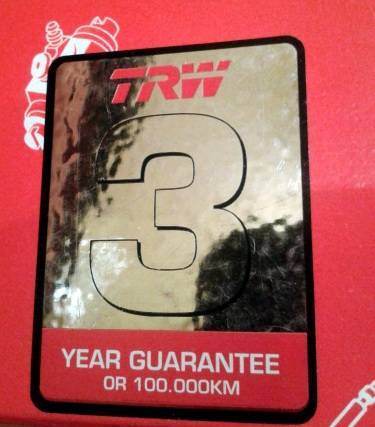 TRW
3
YEAR GUARANTEE
OR 100.000KM